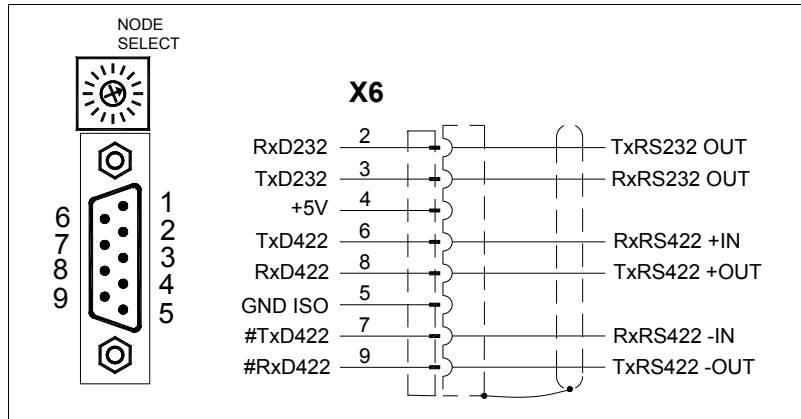 NODE
SELECT
X6
RxD232 2 TxRS232 OUT
TxD232 3 RxRS232 OUT
+5V 4
TxD422 6 RxRS422 +IN
RxD422 8 TxRS422 +OUT
GND ISO 5
#TxD422 7 RxRS422 -IN
#RxD422 9 TxRS422 -OUT
1
6
2
7
3
8
4
9
5